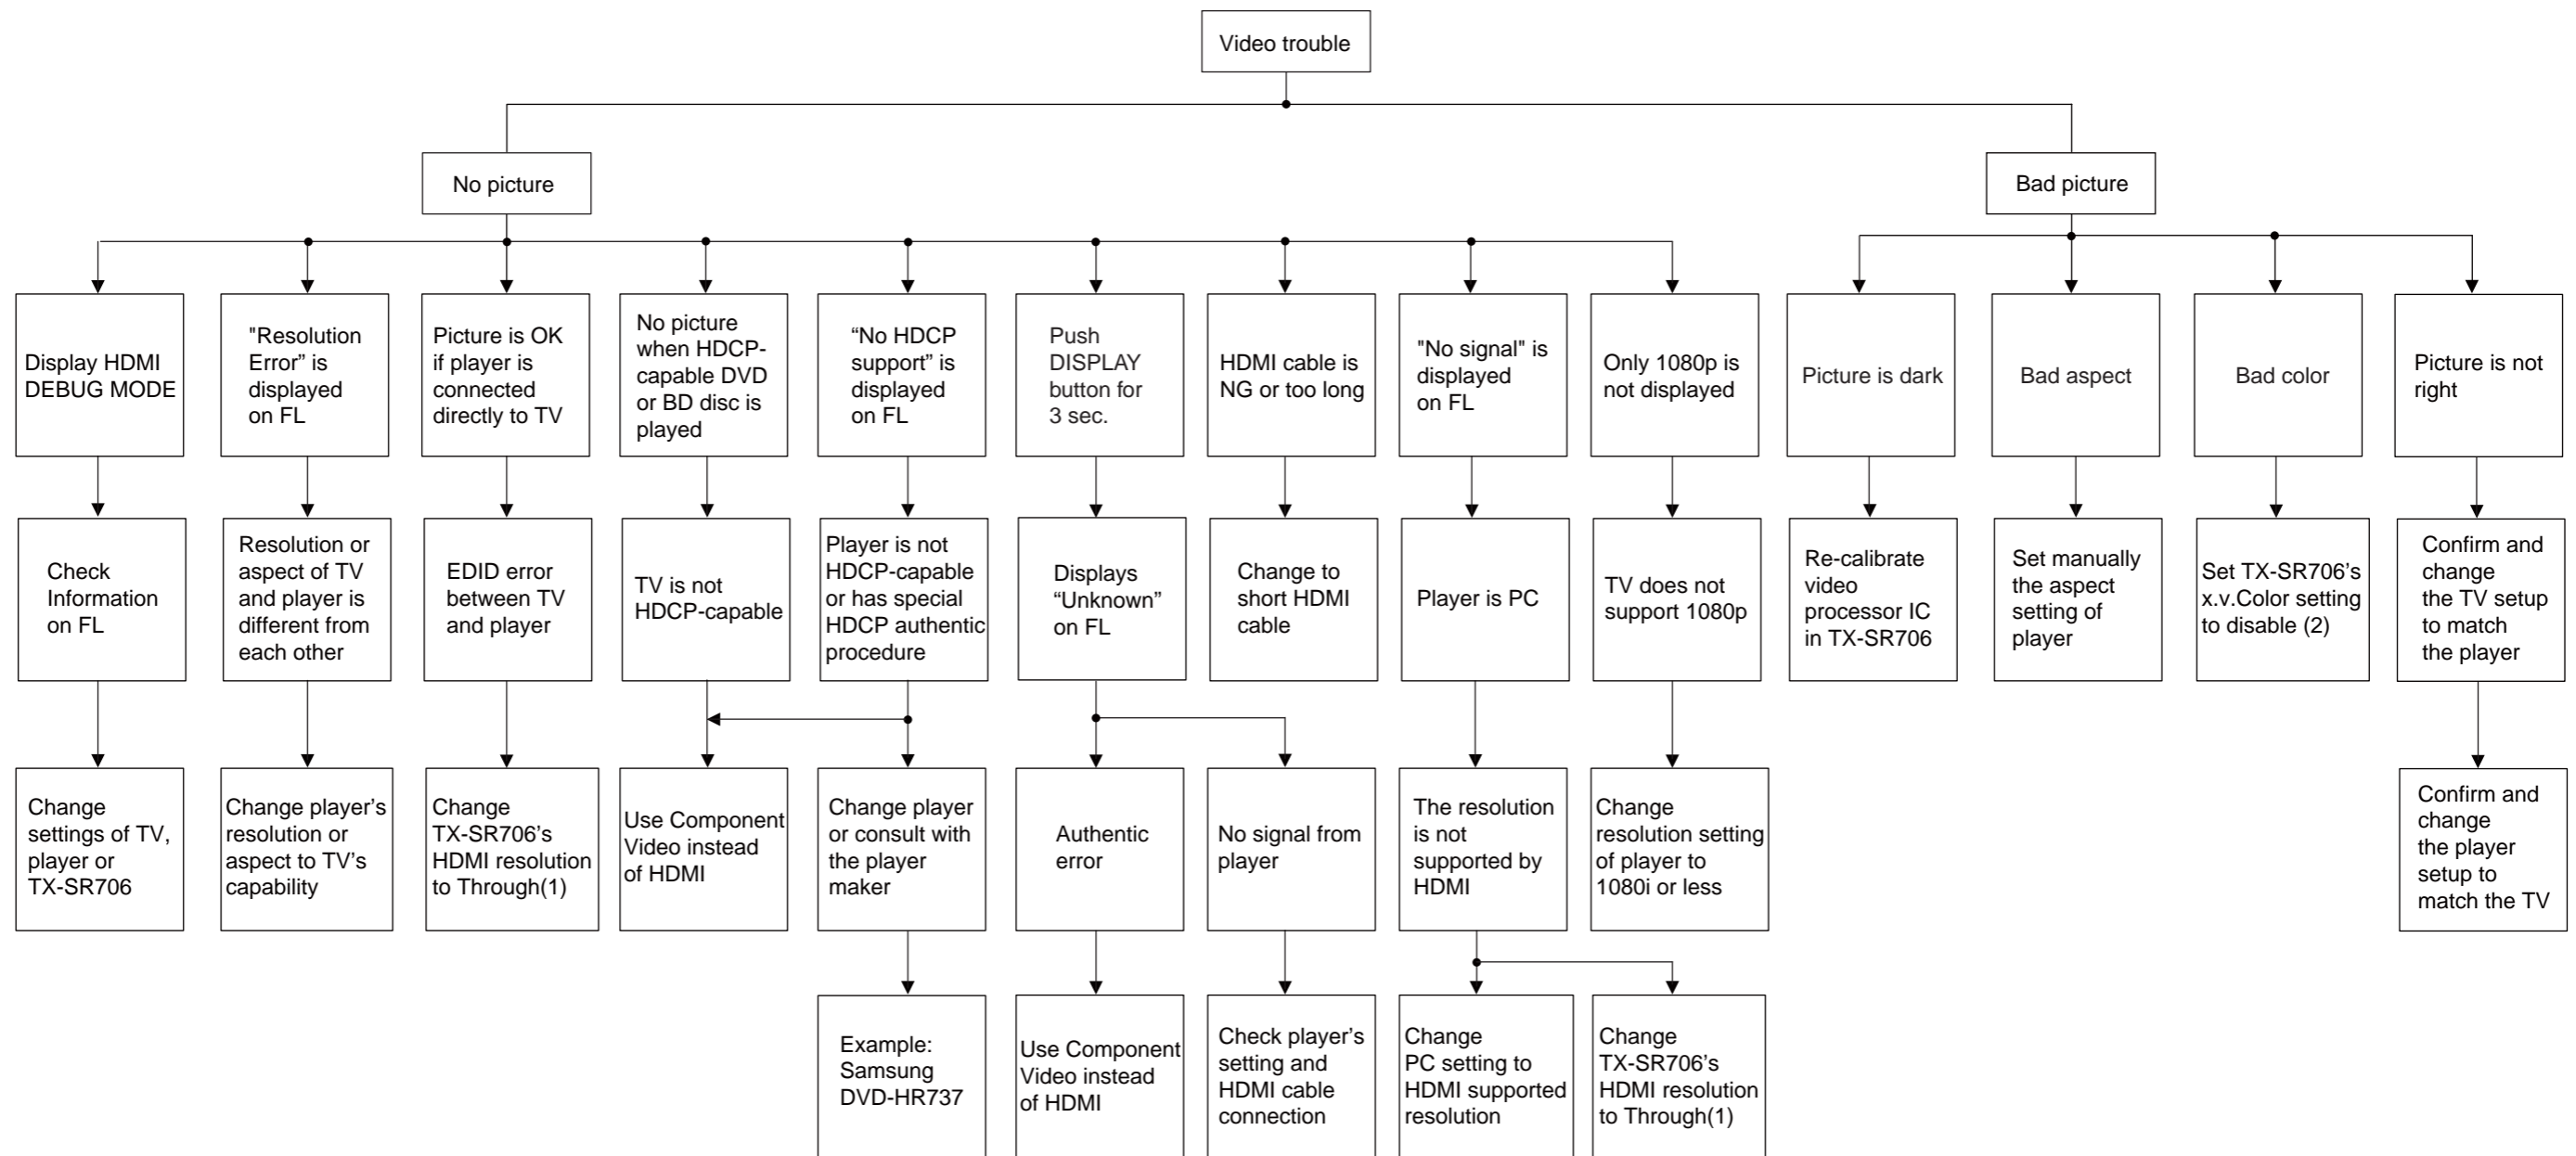 Video trouble
No picture
Bad picture
Display HDMI
DEBUG MODE
"Resolution
Error” is
displayed
on FL
Picture is OK
if player is
connected
directly to TV
No picture
when HDCP-
capable DVD
or BD disc is
played
“No HDCP
support” is
displayed
on FL
Push
DISPLAY
button for
3 sec.
HDMI cable is
NG or too long
"No signal" is
displayed
on FL
Only 1080p is
not displayed
Picture is dark
Bad aspect
Bad color
Picture is not
right
Check
Information
on FL
Resolution or
aspect of TV
and player is
different from
each other
EDID error
between TV
and player
TV is not
HDCP-capable
Player is not
HDCP-capable
or has special
HDCP authentic
procedure
Displays
“Unknown”
on FL
Change to
short HDMI
cable
Player is PC
TV does not
support 1080p
Re-calibrate
video
processor IC
in TX-SR706
Set manually
the aspect
setting of
player
Set TX-SR706’s
x.v.Color setting
to disable (2)
Confirm and
change
the TV setup
to match
the player
Change
settings of TV,
player or
TX-SR706
Change player’s
resolution or
aspect to TV’s
capability
Change
TX-SR706’s
HDMI resolution
to Through(1)
Use Component
Video instead
of HDMI
Change player
or consult with
the player
maker
Authentic
error
No signal from
player
The resolution
is not
supported by
HDMI
Change
resolution setting
of player to
1080i or less
Confirm and
change
the player
setup to
match the TV
Example:
Samsung
DVD-HR737
Use Component
Video instead
of HDMI
Check player’s
setting and
HDMI cable
connection
Change
PC setting to
HDMI supported
resolution
Change
TX-SR706’s
HDMI resolution
to Through(1)